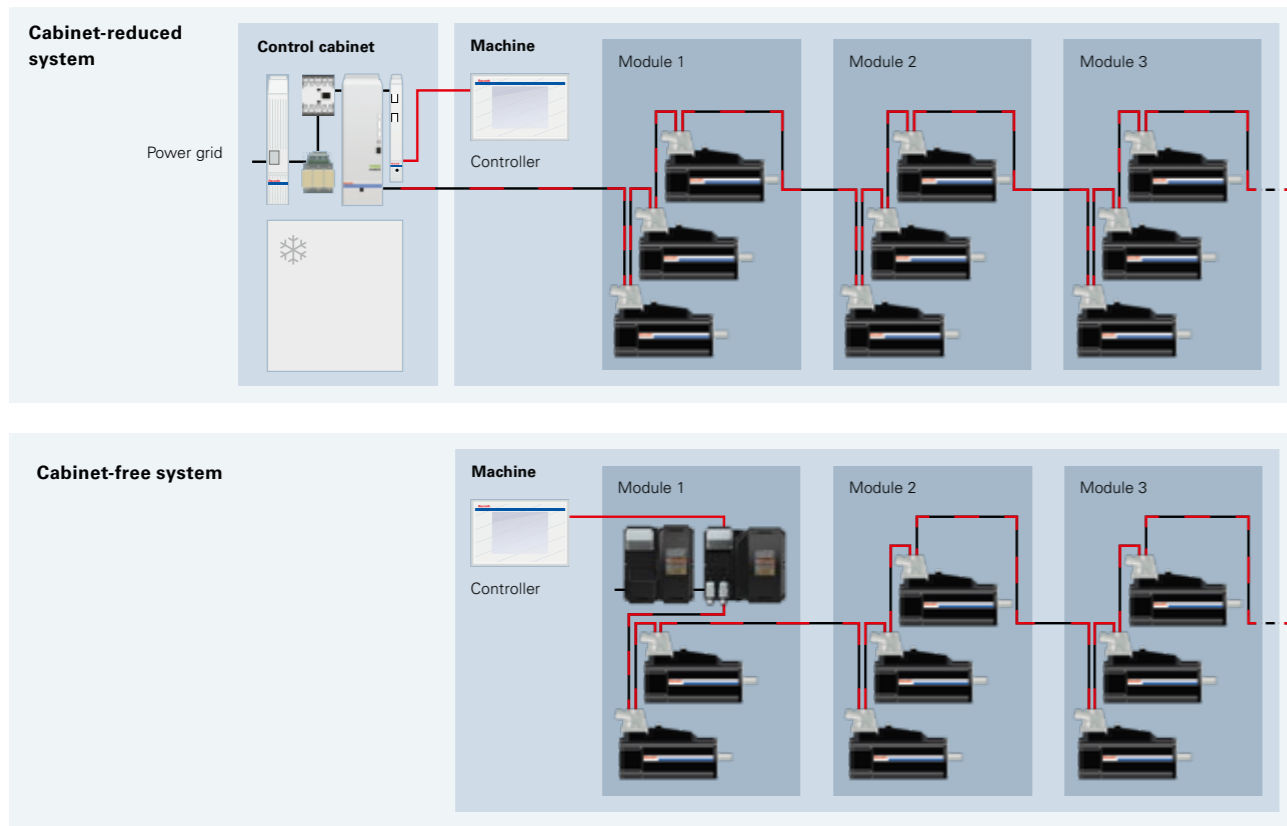 Cabinet-reduced
system
Control cabinet
Machine
Module 1
Module 2
Module 3
Power grid
Controller
Cabinet-free system
Machine
Module 1
Module 2
Module 3
Controller